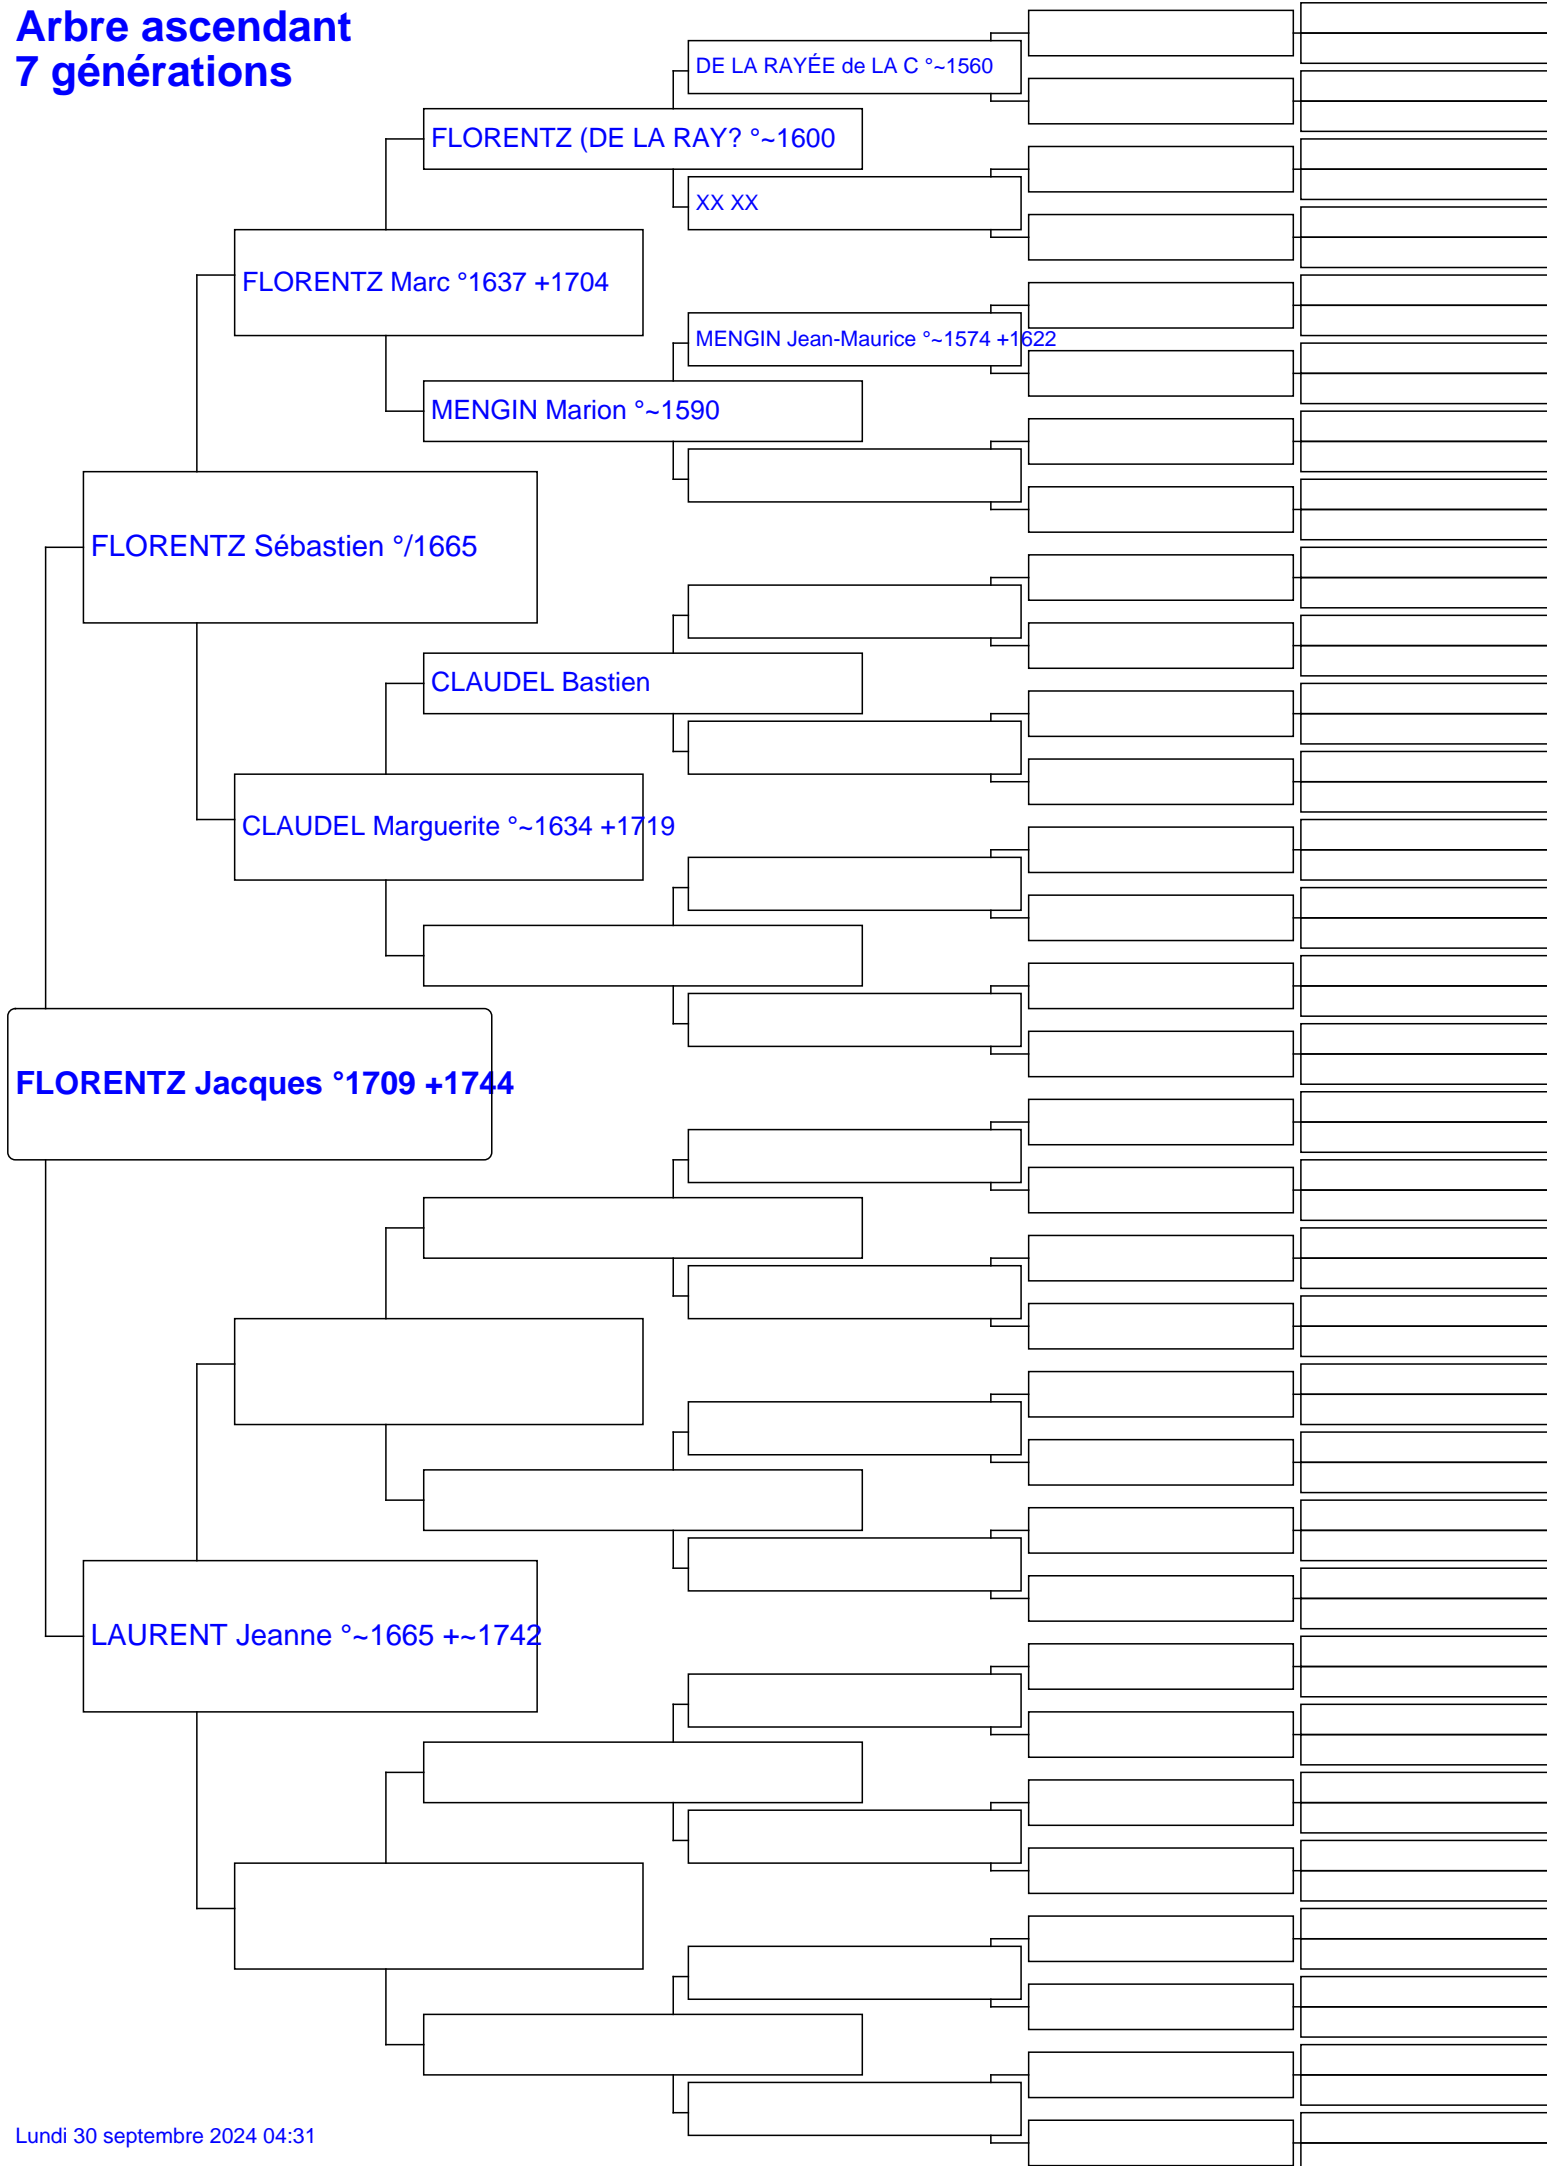 Arbre ascendant
7 générations
DE LA RAYÉE de LA C °~1560
FLORENTZ (DE LA RAY? °~1600
XX XX
FLORENTZ Marc °1637 +1704
MENGIN Jean-Maurice °~1574 +1622
MENGIN Marion °~1590
FLORENTZ Sébastien °/1665
CLAUDEL Bastien
CLAUDEL Marguerite °~1634 +1719
FLORENTZ Jacques °1709 +1744
LAURENT Jeanne °~1665 +~1742
Lundi 30 septembre 2024 04:31